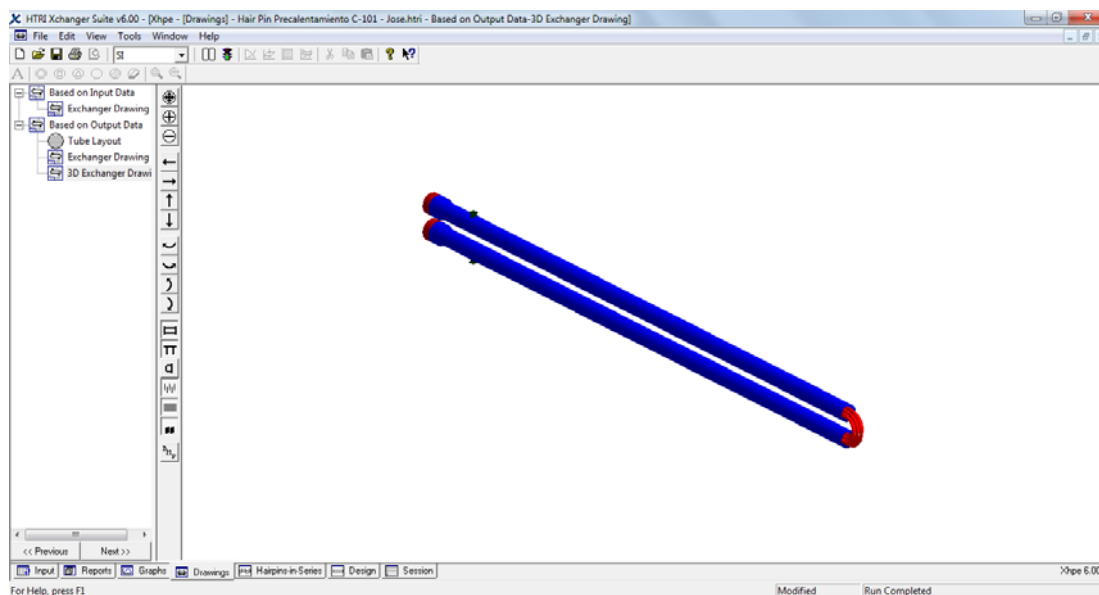 HTRI Xchanger Suite v6.00 - [Xhpe - [Drawings] - Hair Pin Precalentamiento C-101 - Jose.htri - Based on Output Data-3D Exchanger Drawing]
File Edit View Tools Window Help
SI
Based on Input Data
Exchanger Drawing
Based on Output Data
Tube Layout
Exchanger Drawing
3D Exchanger Drawi
<< Previous Next >>
Input Reports Graphs Drawings Hairpins-in-Series Design Session Xhpe 6.00
For Help, press F1 Modified Run Completed